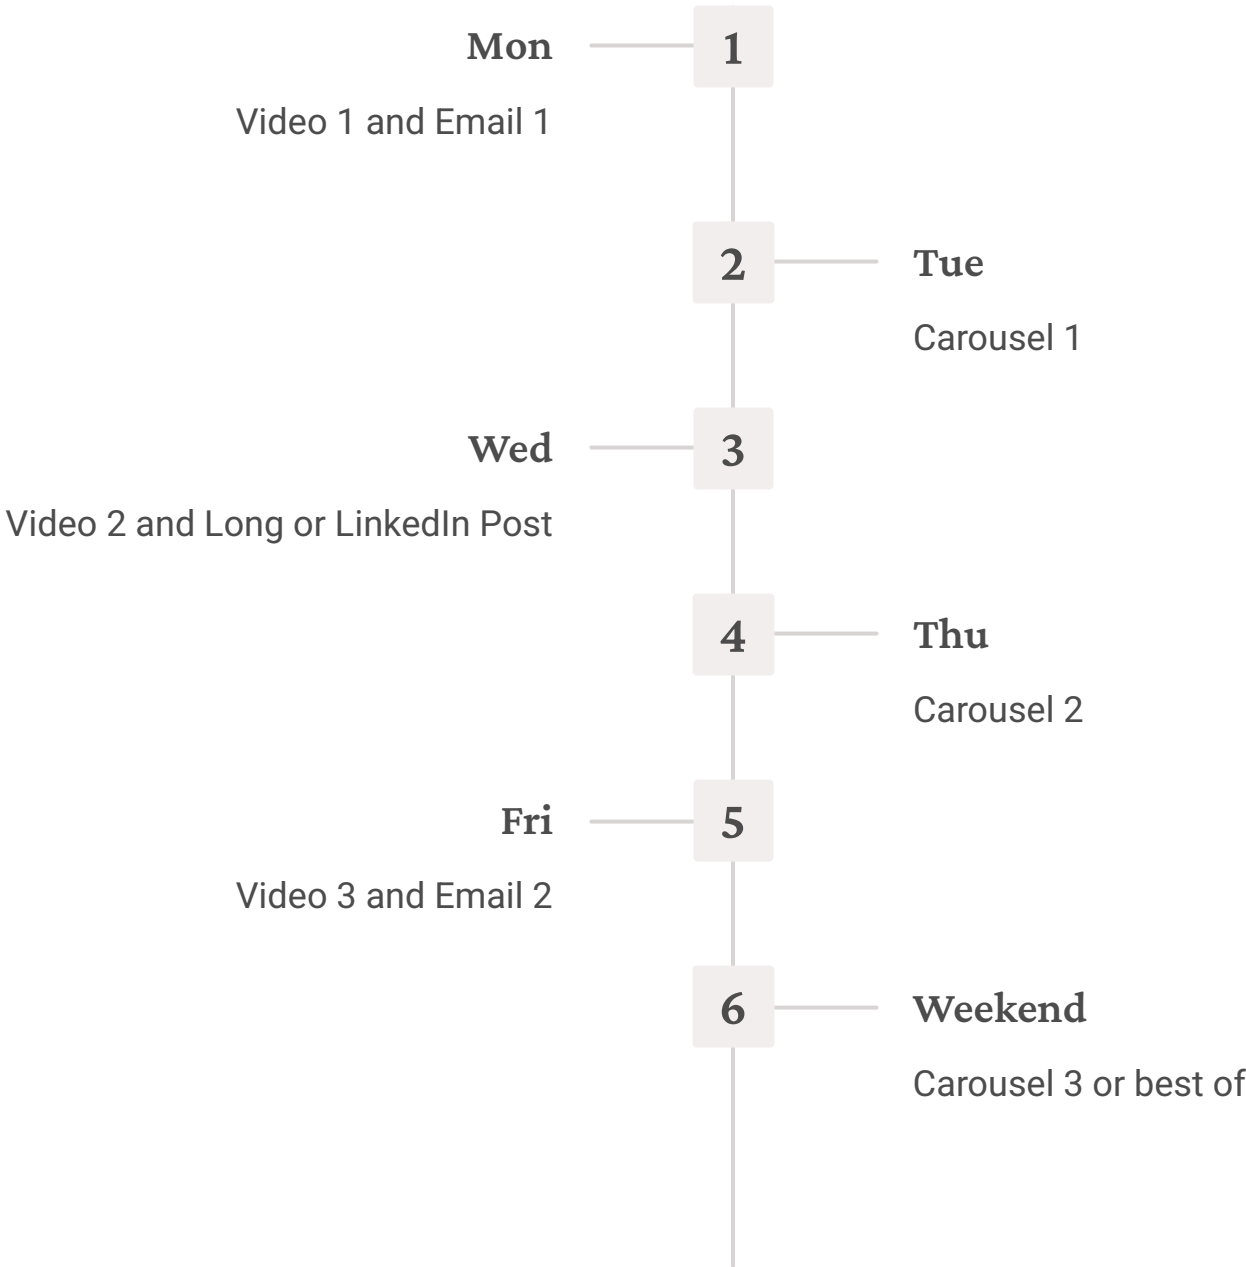 Mon
1
Video 1 and Email 1
2
Tue
Carousel 1
Wed
3
Video 2 and Long or LinkedIn Post
4
Thu
Carousel 2
Fri
5
Video 3 and Email 2
6
Weekend
Carousel 3 or best of